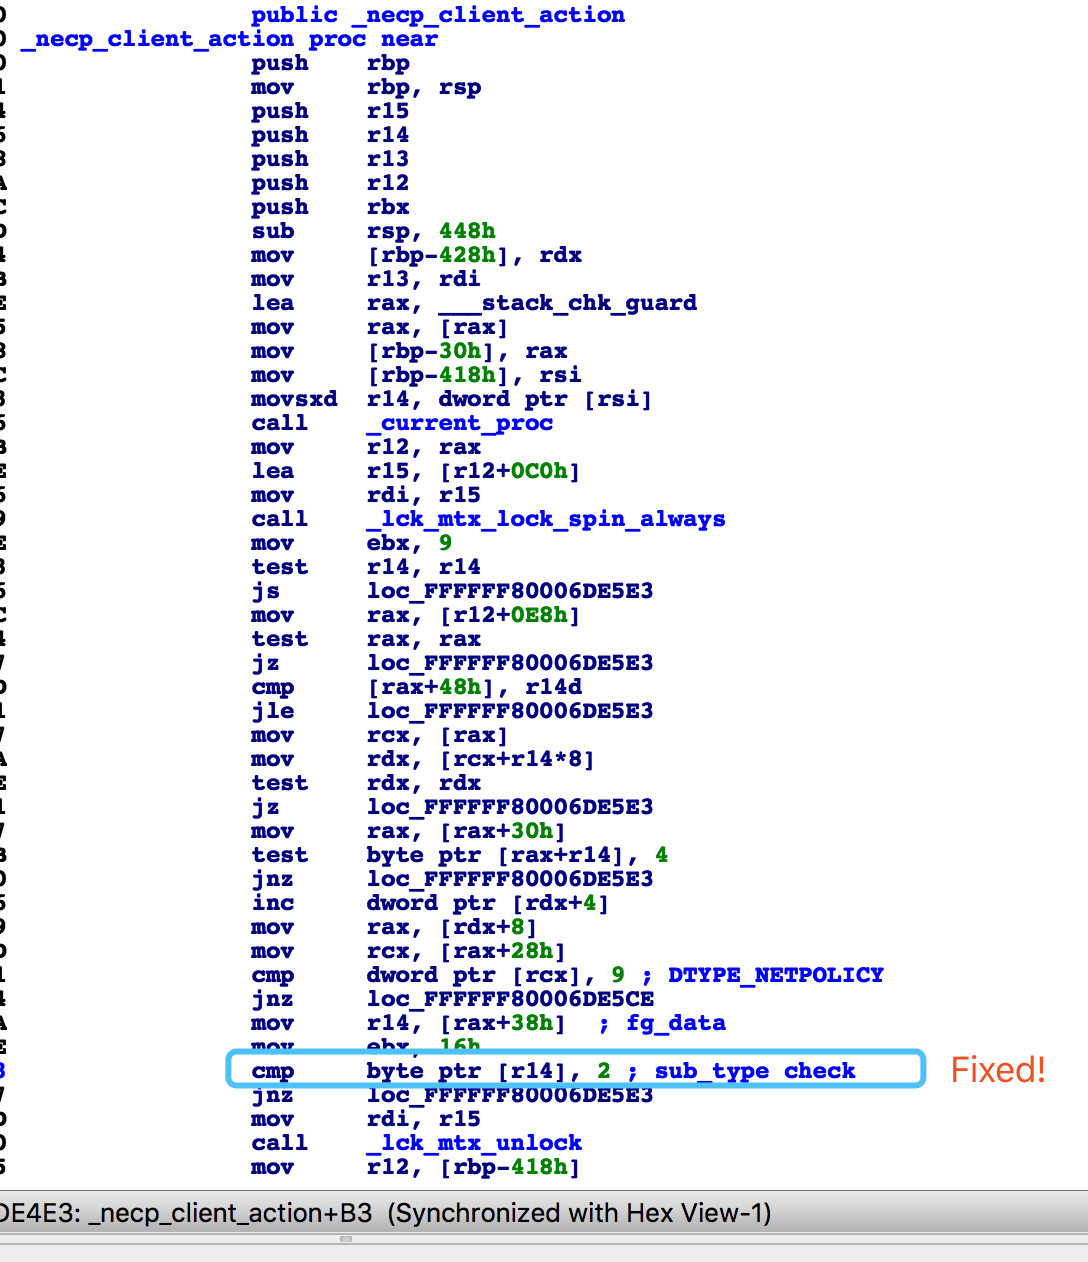 0 public _necp_client_action
0 _necp_client_action proc near
0 push rbp
1 mov rbp, rsp
4 push r15
6 push r14
8 push r13
A push r12
C push rbx
D sub rsp, 448h
4 mov [rbp-428h], rdx
B mov r13, rdi
E lea rax, ___stack_chk_guard
5 mov rax, [rax]
8 mov [rbp-30h], rax
C mov [rbp-418h], rsi
3 movsxd r14, dword ptr [rsi]
6 call _current_proc
B mov r12, rax
E lea r15, [r12+0C0h]
6 mov rdi, r15
9 call _lck_mtx_lock_spin_always
E mov ebx, 9
3 test r14, r14
6 js loc_FFFFFF80006DE5E3
C mov rax, [r12+0E8h]
4 test rax, rax
7 jz loc_FFFFFF80006DE5E3
D cmp [rax+48h], r14d
1 jle loc_FFFFFF80006DE5E3
7 mov rcx, [rax]
A mov rdx, [rcx+r14*8]
E test rdx, rdx
1 jz loc_FFFFFF80006DE5E3
7 mov rax, [rax+30h]
B test byte ptr [rax+r14], 4
0 jnz loc_FFFFFF80006DE5E3
6 inc dword ptr [rdx+4]
9 mov rax, [rdx+8]
D mov rcx, [rax+28h]
1 cmp dword ptr [rcx], 9 ; DTYPE_NETPOLICY
4 jnz loc_FFFFFF80006DE5CE
A mov r14, [rax+38h] ; fg_data
E mov ebx, 16h
3 cmp byte ptr [r14], 2 ; sub_type check Fixed!
7 jnz loc_FFFFFF80006DE5E3
D mov rdi, r15
0 call _lck_mtx_unlock
5 mov r12, [rbp-418h]
DE4E3: _necp_client_action+B3 (Synchronized with Hex View-1)